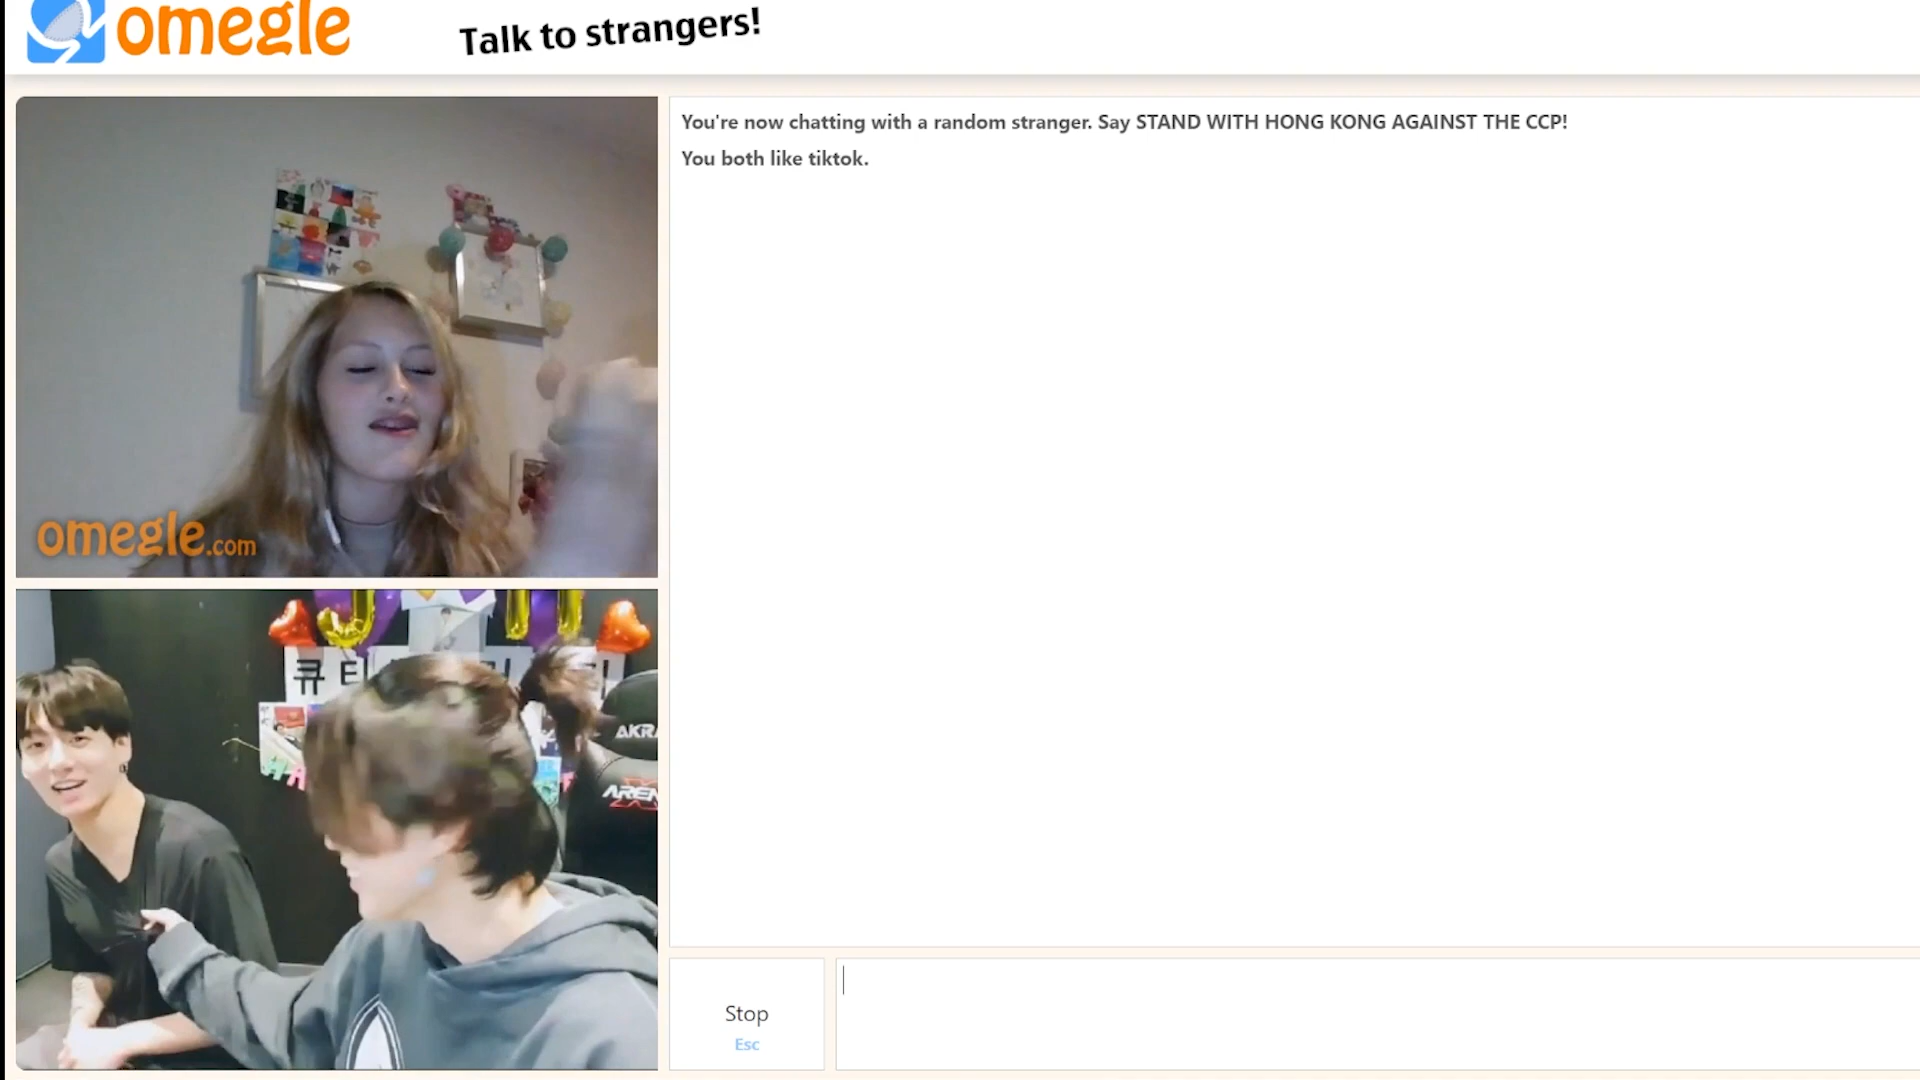 omegle
Talk to strangers!
You're now chatting with a random stranger. Say STAND WITH HONG KONG AGAINST THE CCP!
You both like tiktok.
omegle.com
큐티
AKRA
AREN
Stop
Esc